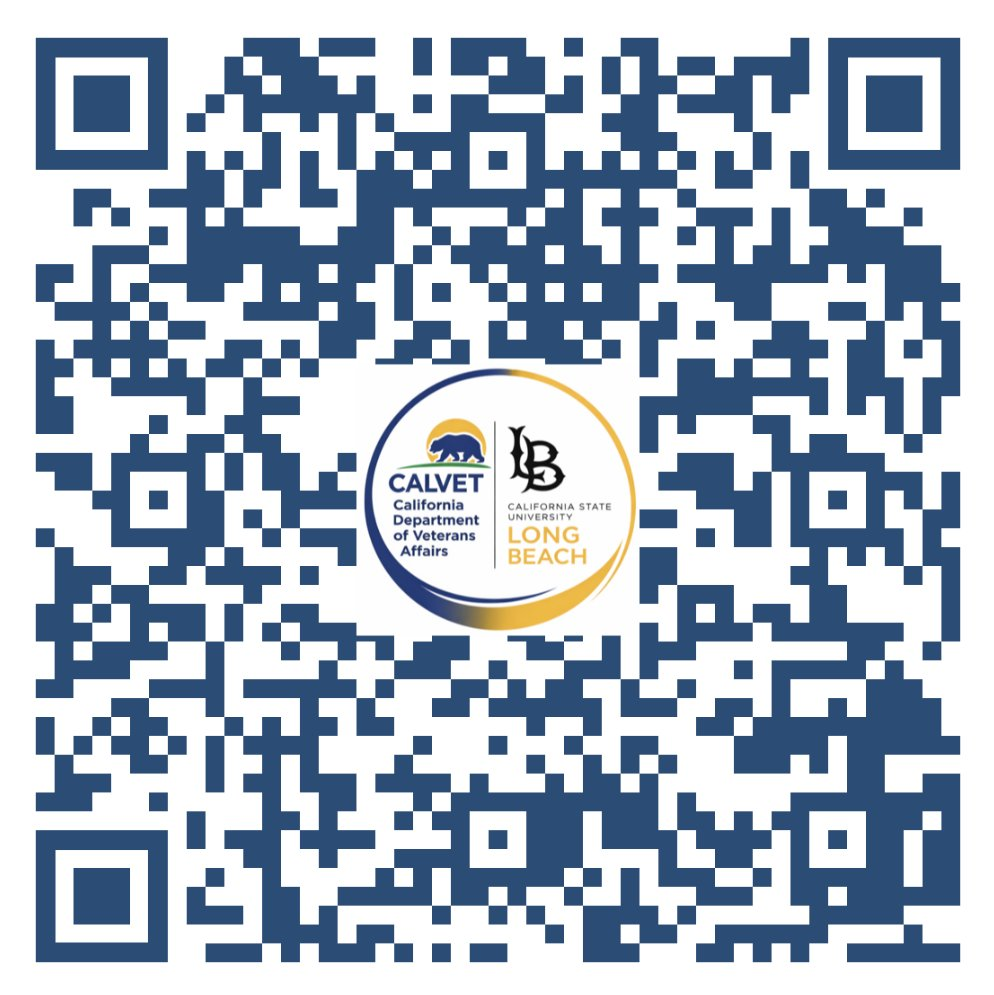 CALVET
California
Department
of Veterans
Affairs
LB
CALIFORNIA STATE
UNIVERSITY
LONG
BEACH